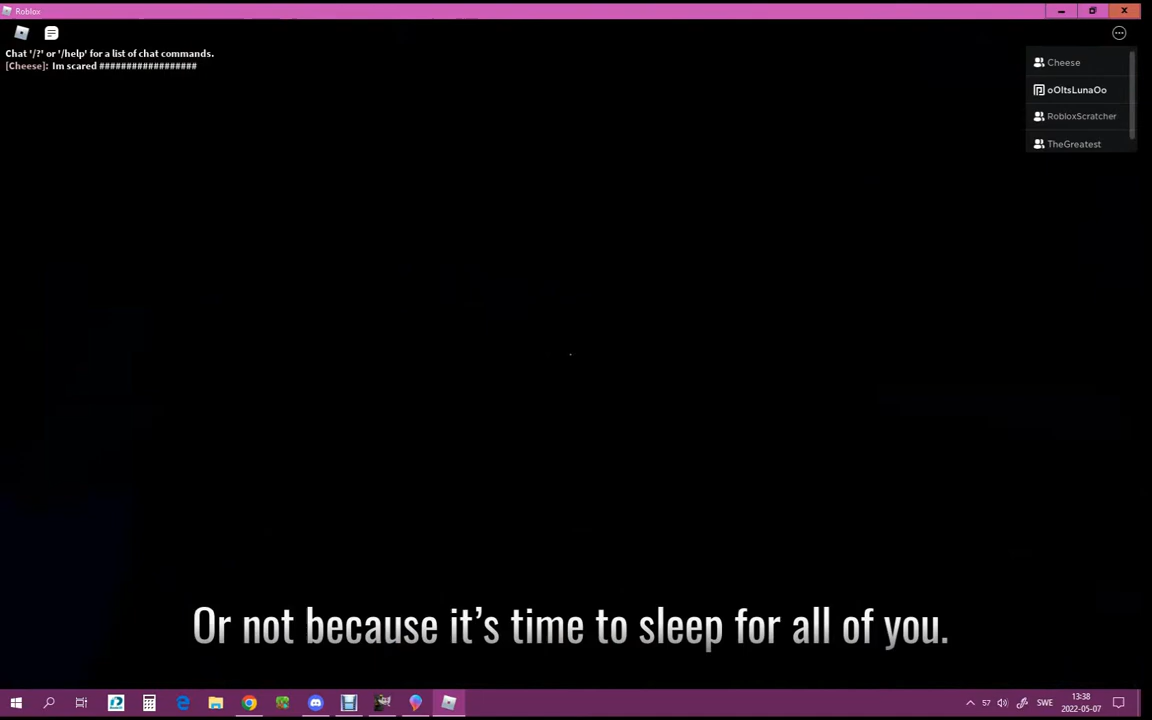 Roblox
Chat '/?' or '/help' for a list of chat commands.
[Cheese]: Im scared ##################
Cheese
oOItsLunaOo
RobloxScratcher
TheGreatest
Or not because it’s time to sleep for all of you.
57
SWE
13:38
2022-05-07